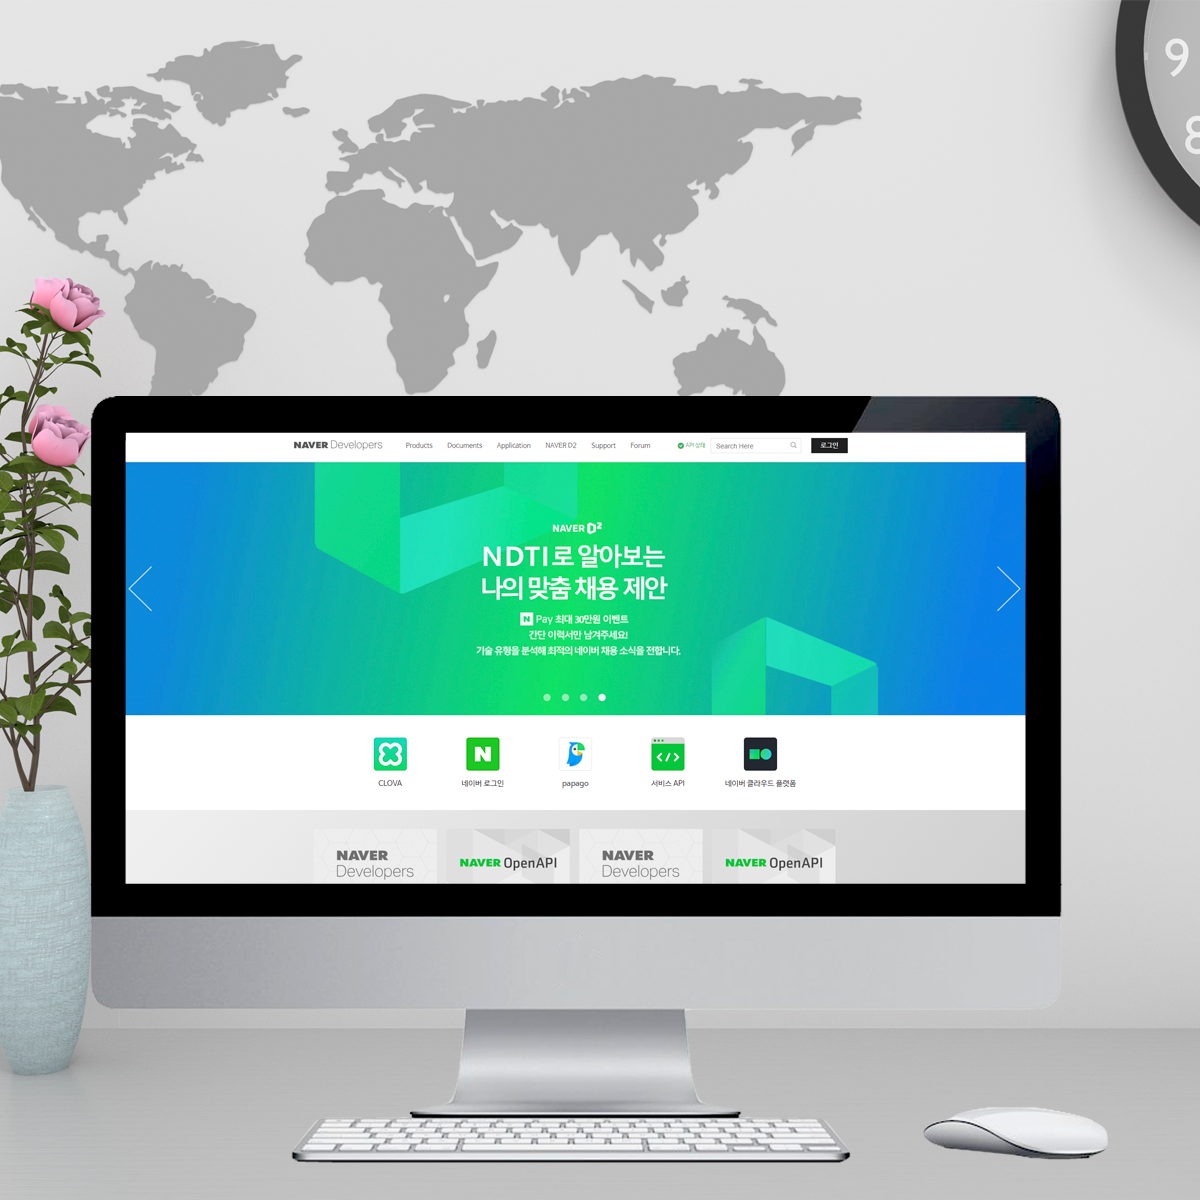 9
8
NAVER Developers Products Documents Application NAVER D2 Support Forum API 상태 Search Here 로그인
NAVER D2
NDTI로 알아보는
나의 맞춤 채용 제안
N Pay 최대 30만원 이벤트
간단 이력서만 남겨주세요!
기술 유형을 분석해 최적의 네이버 채용 소식을 전합니다.
N
CLOVA 네이버 로그인 papago 서비스 API 네이버 클라우드 플랫폼
NAVER Developers
NAVER OpenAPI
NAVER Developers
NAVER OpenAPI